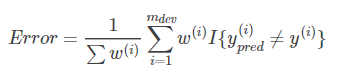 Error = \frac{1}{\sum w^{(i)}} \sum_{i=1}^{m_{dev}} w^{(i)} I\{y_{pred}^{(i)} \neq y^{(i)}\}